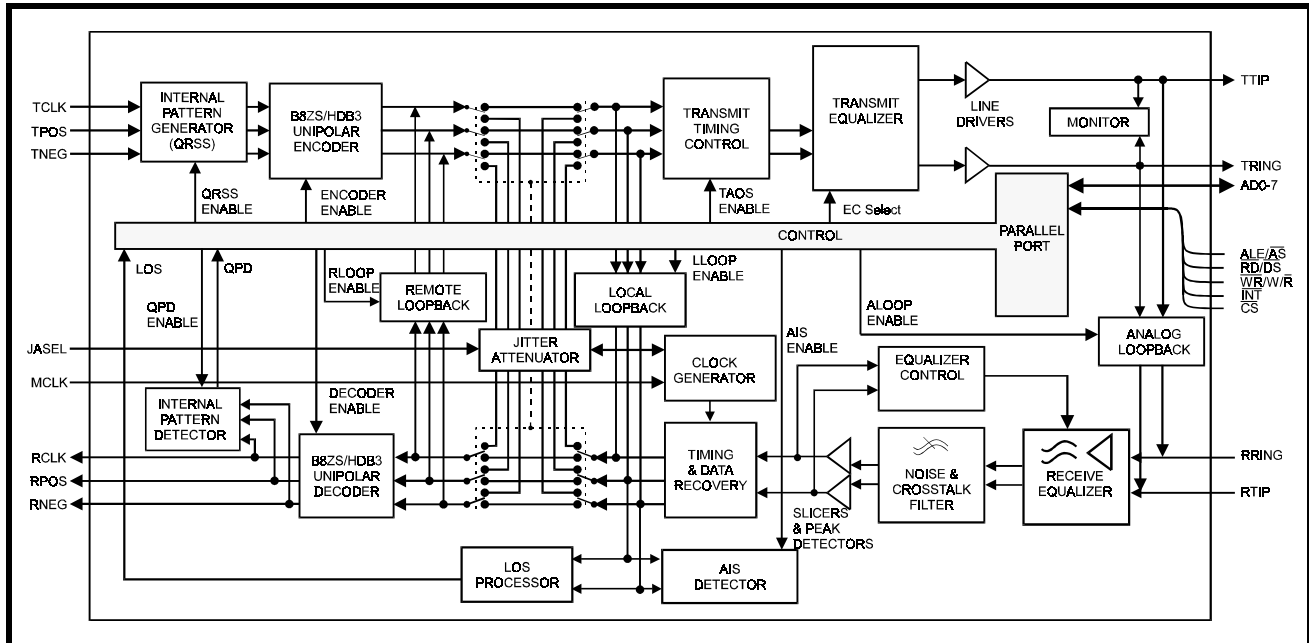 TCLK
TPOS
TNEG
INTERNAL
PATTERN
GENERATOR
(QRSS)
B8ZS/HDB3
UNIPOLAR
ENCODER
TRANSMIT
TIMING
CONTROL
TRANSMIT
EQUALIZER
LINE
DRIVERS
MONITOR
TTIP
TRING
AD0-7
QRSS
ENABLE
ENCODER
ENABLE
TAOS
ENABLE
EC Select
CONTROL
PARALLEL
PORT
ALE/AS
RD/DS
WR/W/R
INT
CS
LOS
QPD
QPD
ENABLE
RLOOP
ENABLE
REMOTE
LOOPBACK
LLOOP
ENABLE
LOCAL
LOOPBACK
ALOOP
ENABLE
AIS
ENABLE
ANALOG
LOOPBACK
JASEL
MCLK
JITTER
ATTENUATOR
CLOCK
GENERATOR
EQUALIZER
CONTROL
DECODER
ENABLE
INTERNAL
PATTERN
DETECTOR
RCLK
RPOS
RNEG
B8ZS/HDB3
UNIPOLAR
DECODER
TIMING
& DATA
RECOVERY
SLICERS
& PEAK
DETECTORS
NOISE &
CROSSTALK
FILTER
RECEIVE
EQUALIZER
RRING
RTIP
LOS
PROCESSOR
AIS
DETECTOR